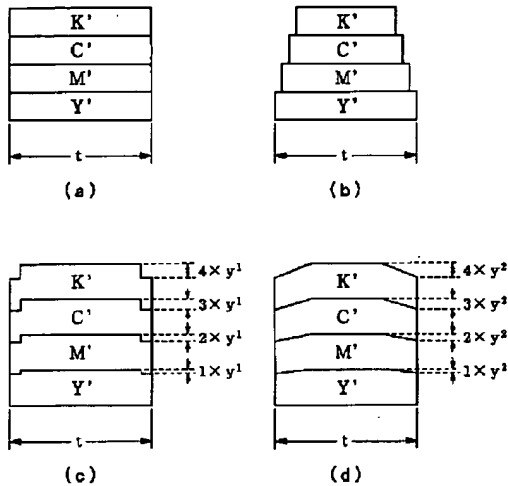 K'
C'
M'
Y'
t
(a)
K'
C'
M'
Y'
t
(b)
K'
C'
M'
Y'
4× y¹
3× y¹
2× y¹
1× y¹
t
(c)
K'
C'
M'
Y'
4× y²
3× y²
2× y²
1× y²
t
(d)